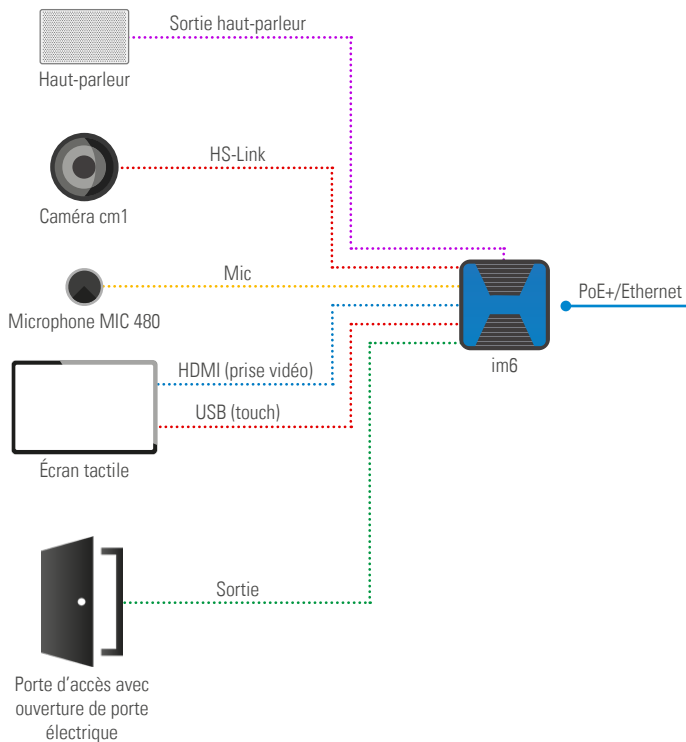 Sortie haut-parleur
Haut-parleur
HS-Link
Caméra cm1
Mic
Microphone MIC 480
PoE+/Ethernet
im6
HDMI (prise vidéo)
USB (touch)
Écran tactile
Sortie
Porte d'accès avec
ouverture de porte
électrique